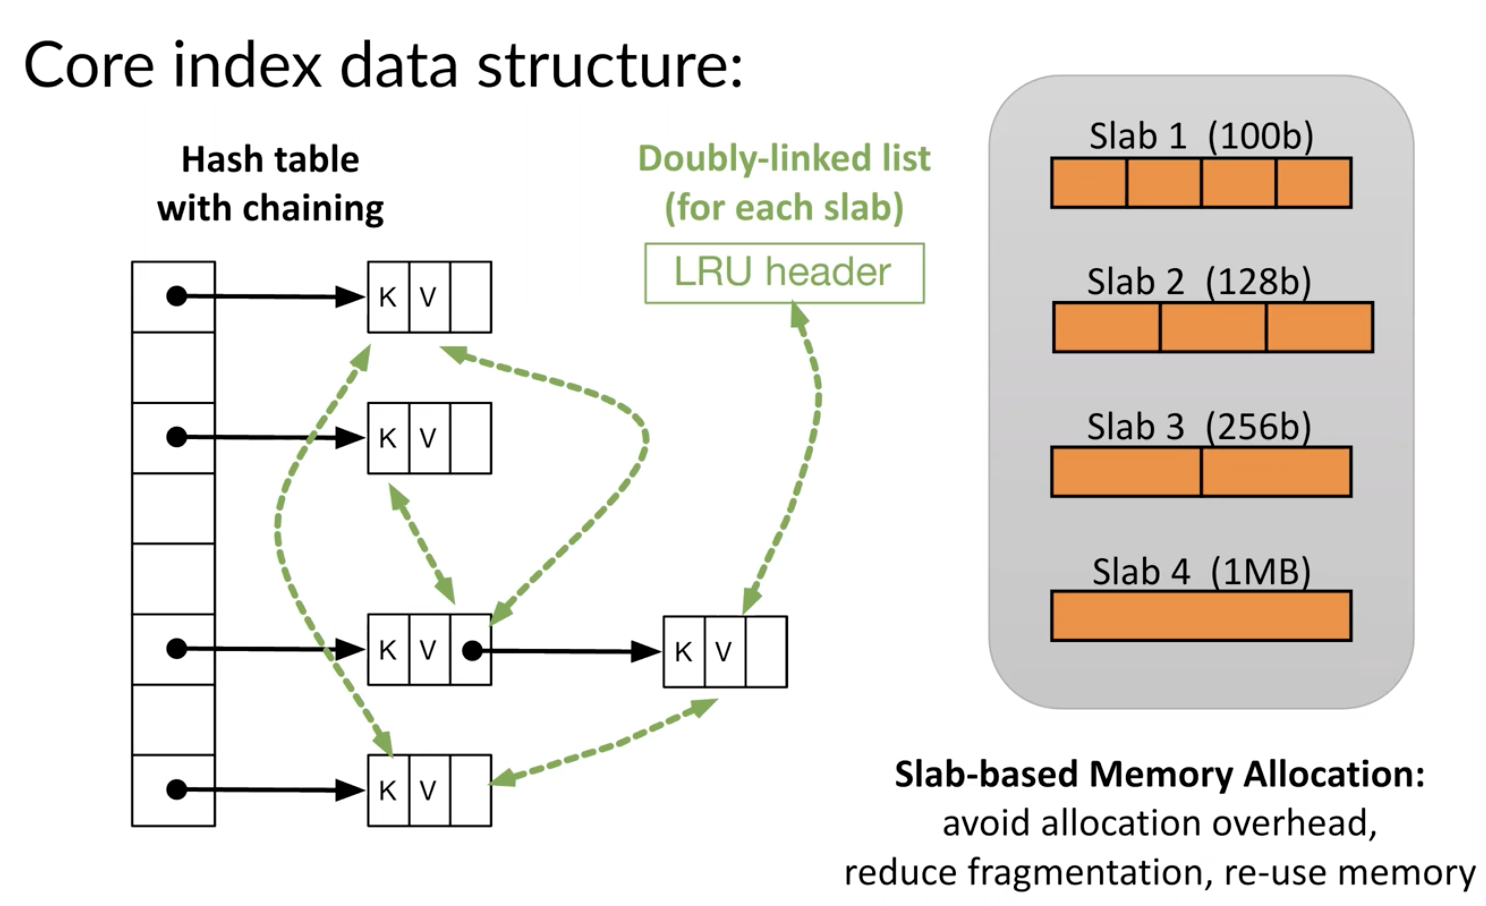 Core index data structure:
Hash table
with chaining
Doubly-linked list
(for each slab)
LRU header
K V
K V
K V
K V
K V
Slab 1 (100b)
Slab 2 (128b)
Slab 3 (256b)
Slab 4 (1MB)
Slab-based Memory Allocation:
avoid allocation overhead,
reduce fragmentation, re-use memory